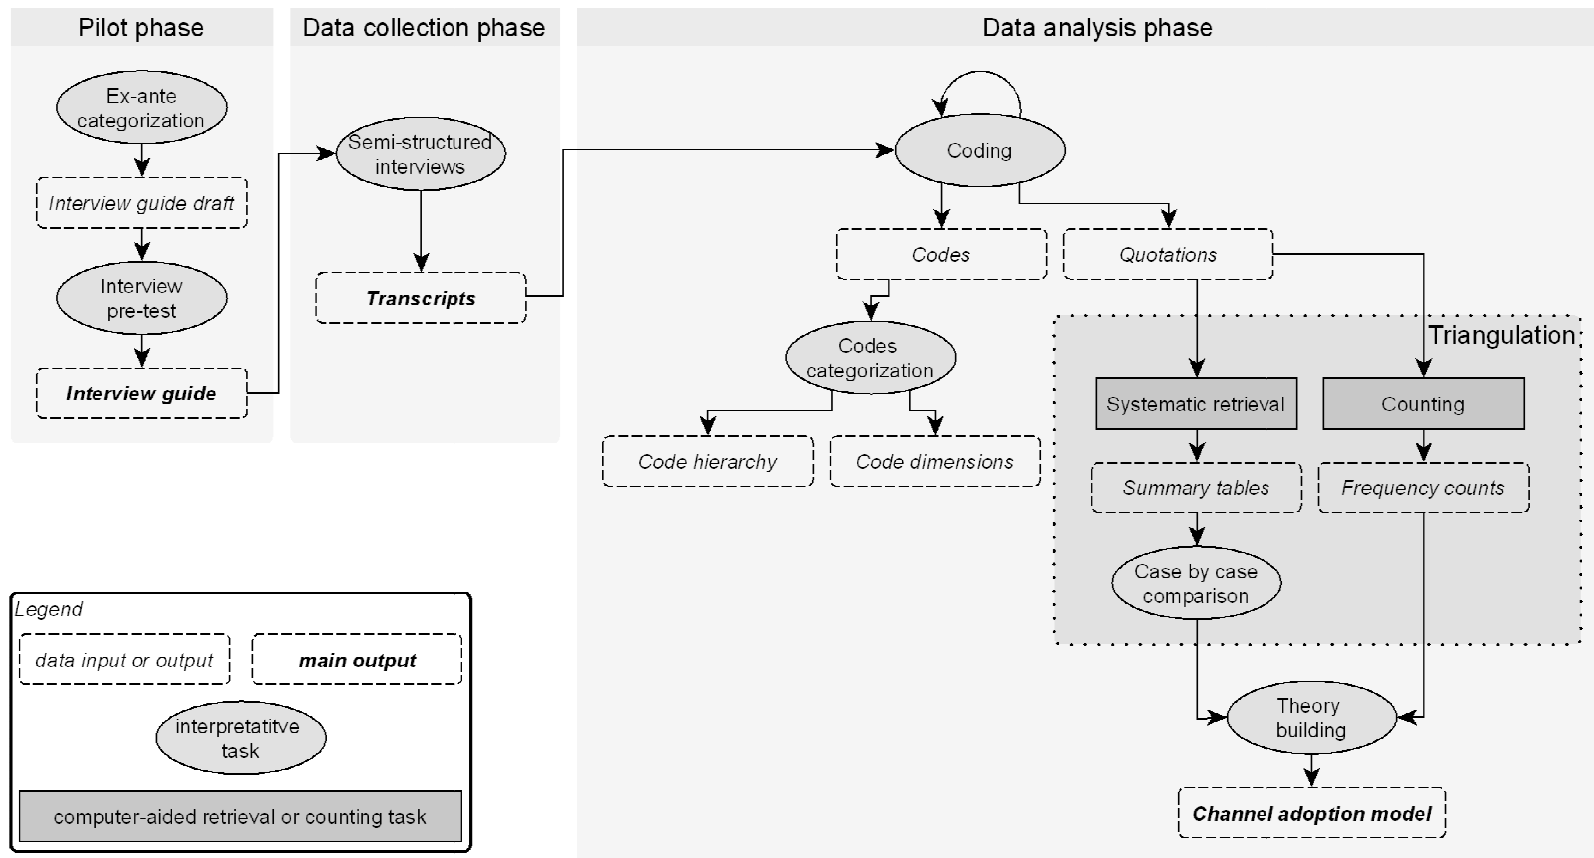 Pilot phase
Ex-ante
categorization
Interview guide draft
Interview
pre-test
Interview guide
Data collection phase
Semi-structured
interviews
Transcripts
Data analysis phase
Coding
Codes
Quotations
Codes
categorization
Code hierarchy
Code dimensions
Triangulation
Systematic retrieval
Counting
Summary tables
Frequency counts
Case by case
comparison
Theory
building
Channel adoption model
Legend
data input or output
main output
interpretatitve
task
computer-aided retrieval or counting task